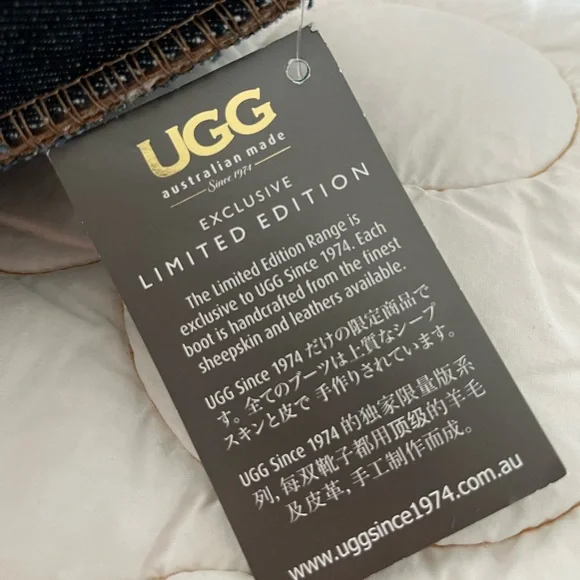 UGG
australian made
Since 1974
EXCLUSIVE
LIMITED EDITION
The Limited Edition Range is
exclusive to UGG Since 1974. Each
boot is handcrafted from the finest
sheepskin and leathers available.
UGG Since 1974 だけの限定商品で
す。全てのブーツは上質なシープ
スキンと皮で 手作りされています。
UGG Since 1974 的独家限量版系
列,每双靴子都用顶级的羊毛
及皮革,手工制作而成。
www.uggsince1974.com.au